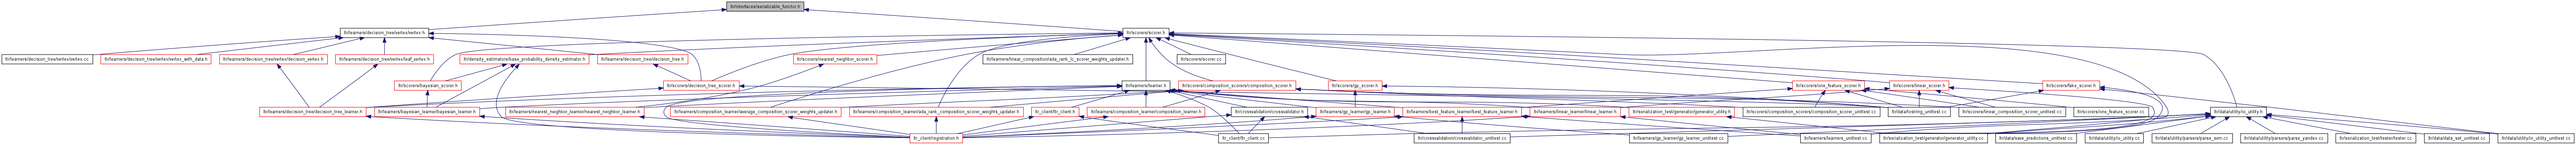 ltr/interfaces/serializable_functor.h
ltr/learners/decision_tree/vertex/vertex.h
ltr/scorers/scorer.h
ltr/learners/decision_tree/vertex/vertex.cc
ltr/learners/decision_tree/vertex/vertex_with_data.h
ltr/learners/decision_tree/vertex/decision_vertex.h
ltr/learners/decision_tree/vertex/leaf_vertex.h
ltr/density_estimators/base_probability_density_estimator.h
ltr/learners/decision_tree/decision_tree.h
ltr/scorers/nearest_neighbor_scorer.h
ltr/learners/linear_composition/ada_rank_lc_scorer_weights_updater.h
ltr/scorers/scorer.cc
ltr/scorers/bayesian_scorer.h
ltr/scorers/decision_tree_scorer.h
ltr/learners/learner.h
ltr/scorers/composition_scorers/composition_scorer.h
ltr/scorers/gp_scorer.h
ltr/scorers/one_feature_scorer.h
ltr/scorers/linear_scorer.h
ltr/scorers/fake_scorer.h
ltr/learners/decision_tree/decision_tree_learner.h
ltr/learners/bayesian_learner/bayesian_learner.h
ltr/learners/nearest_neighbor_learner/nearest_neighbor_learner.h
ltr/learners/composition_learner/average_composition_scorer_weights_updater.h
ltr/learners/composition_learner/ada_rank_composition_scorer_weights_updater.h
ltr_client/ltr_client.h
ltr/learners/composition_learner/composition_learner.h
ltr/crossvalidation/crossvalidator.h
ltr/learners/gp_learner/gp_learner.h
ltr/learners/best_feature_learner/best_feature_learner.h
ltr/learners/linear_learner/linear_learner.h
ltr/serialization_test/generator/generator_utility.h
ltr/scorers/composition_scorers/composition_scorer_unittest.cc
ltr/data/tosting_unittest.cc
ltr/scorers/linear_composition_scorer_unittest.cc
ltr/scorers/one_feature_scorer.cc
ltr/data/utility/io_utility.h
ltr_client/registration.h
ltr_client/ltr_client.cc
ltr/crossvalidation/crossvalidator_unittest.cc
ltr/learners/gp_learner/gp_learner_unittest.cc
ltr/learners/learners_unittest.cc
ltr/serialization_test/generator/generator_utility.cc
ltr/data/save_predictions_unittest.cc
ltr/data/utility/io_utility.cc
ltr/data/utility/parsers/parse_svm.cc
ltr/data/utility/parsers/parse_yandex.cc
ltr/serialization_test/tester/tester.cc
ltr/data/data_set_unittest.cc
ltr/data/utility/io_utility_unittest.cc